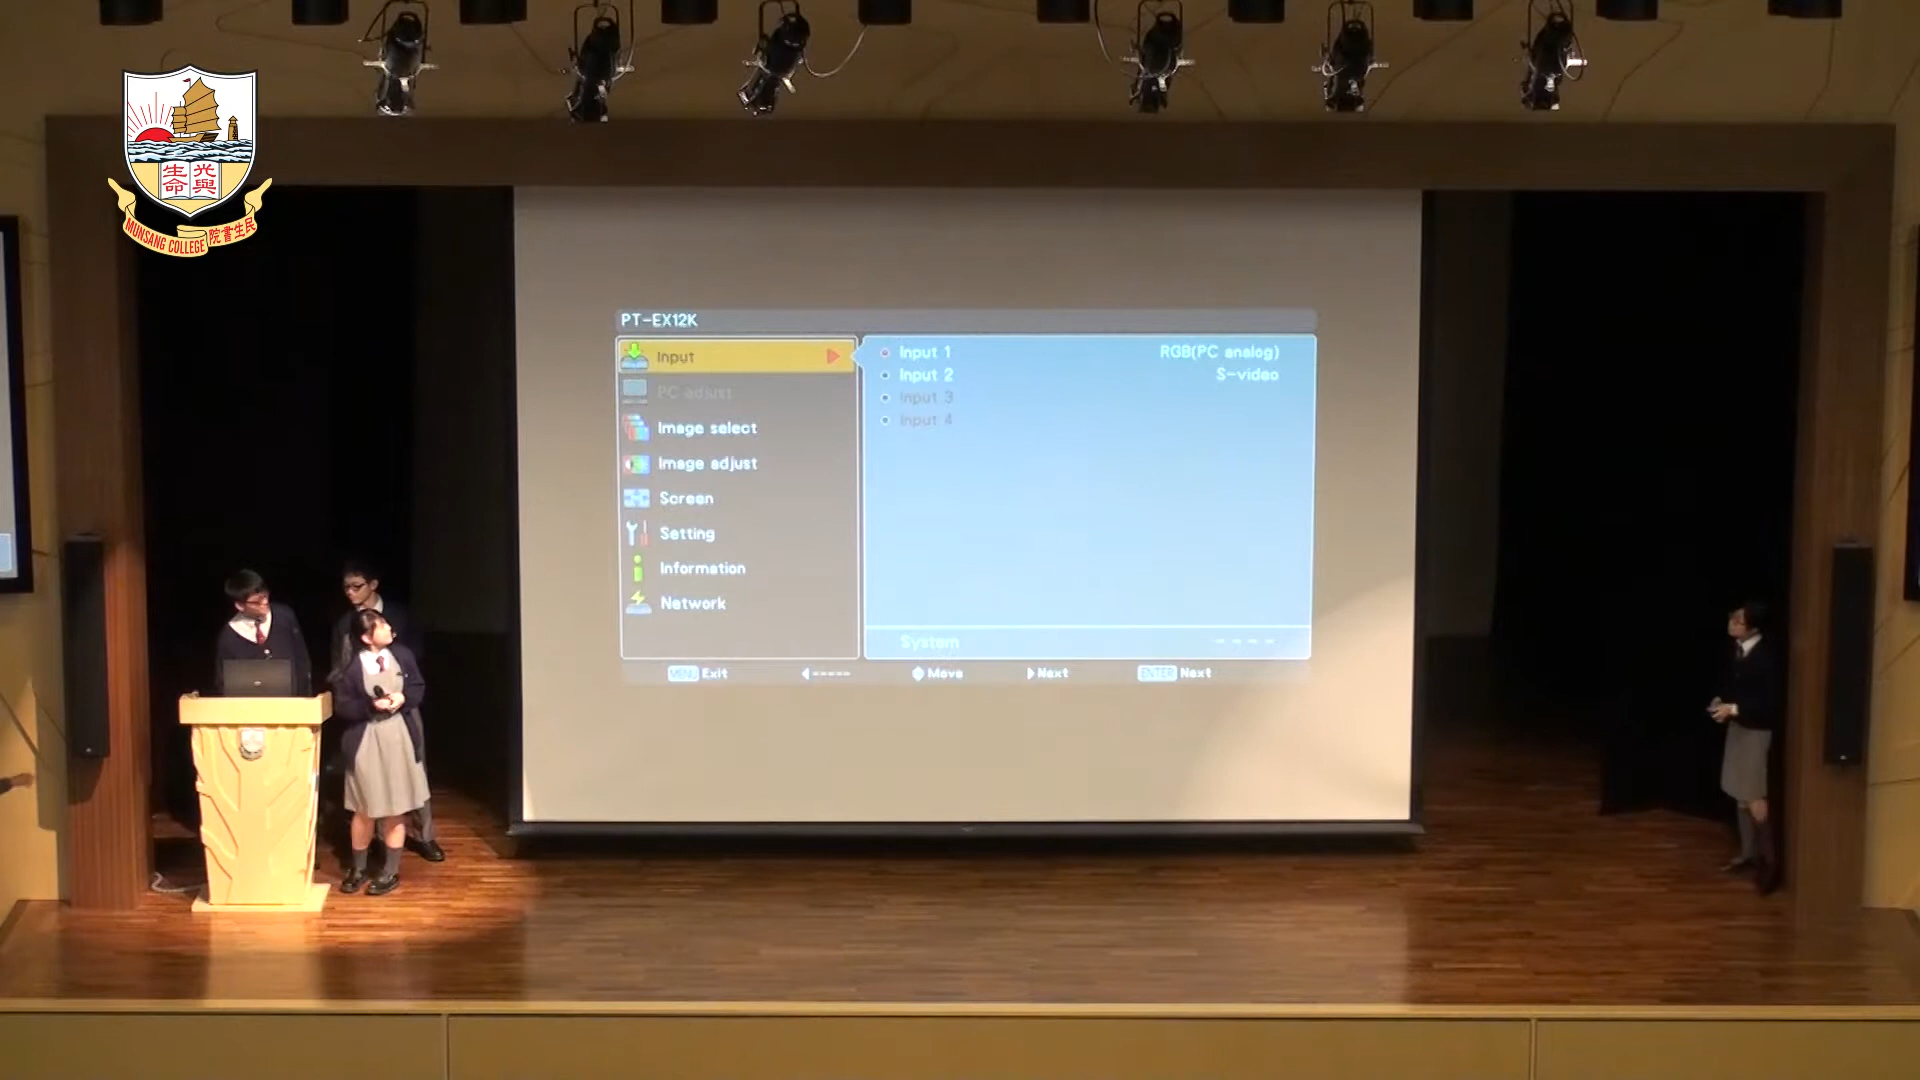 生命
光與
MUNSANG COLLEGE 院書生民
PT-EX12K
Input
PC adjust
Image select
Image adjust
Screen
Setting
Information
Network
Input 1 RGB(PC analog)
Input 2 S-video
Input 3
Input 4
System ----
MENU Exit ◀----- Move ▶Next ENTER Next